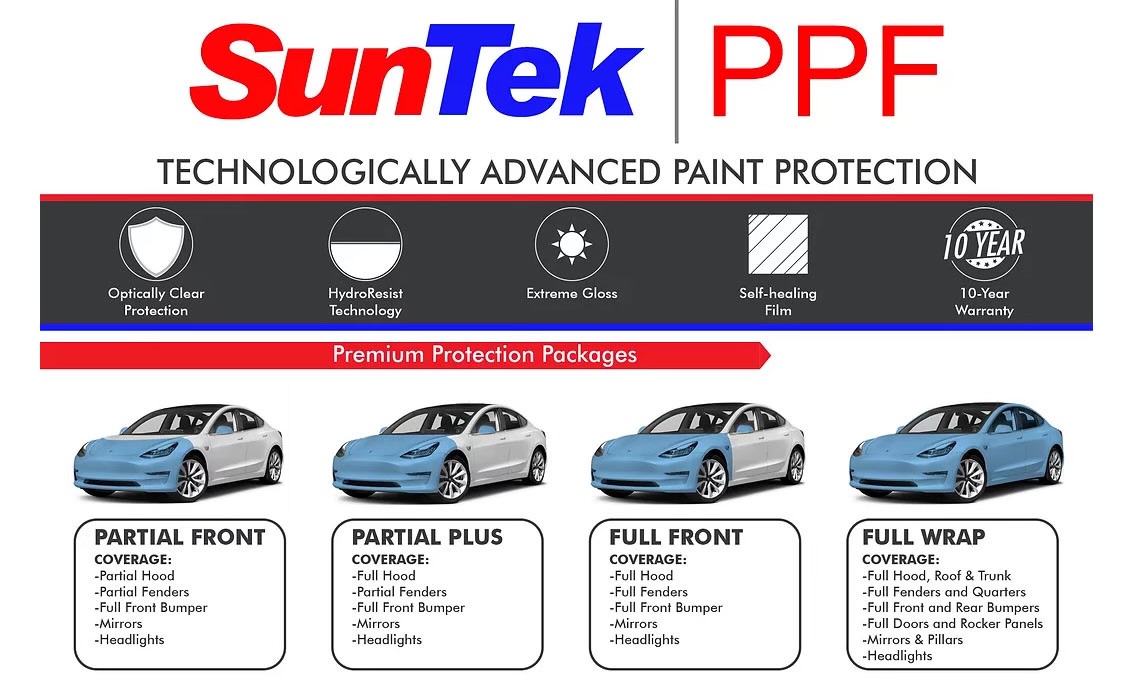 SunTek PPF
TECHNOLOGICALLY ADVANCED PAINT PROTECTION
10 YEAR
Optically Clear
Protection
HydroResist
Technology
Extreme Gloss
Self-healing
Film
10-Year
Warranty
Premium Protection Packages
PARTIAL FRONT
COVERAGE:
-Partial Hood
-Partial Fenders
-Full Front Bumper
-Mirrors
-Headlights
PARTIAL PLUS
COVERAGE:
-Full Hood
-Partial Fenders
-Full Front Bumper
-Mirrors
-Headlights
FULL FRONT
COVERAGE:
-Full Hood
-Full Fenders
-Full Front Bumper
-Mirrors
-Headlights
FULL WRAP
COVERAGE:
-Full Hood, Roof & Trunk
-Full Fenders and Quarters
-Full Front and Rear Bumpers
-Full Doors and Rocker Panels
-Mirrors & Pillars
-Headlights